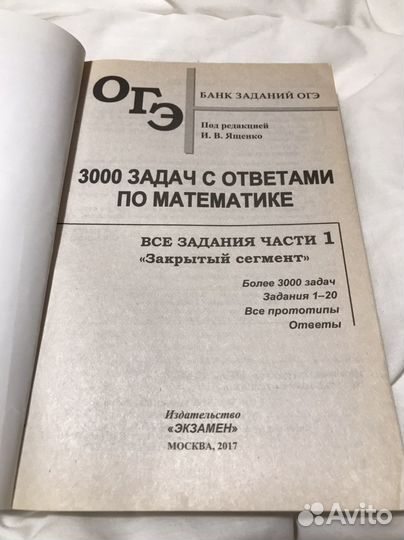 ОГЭ
БАНК ЗАДАНИЙ ОГЭ
Под редакцией
И. В. Ященко
3000 ЗАДАЧ С ОТВЕТАМИ
ПО МАТЕМАТИКЕ
ВСЕ ЗАДАНИЯ ЧАСТИ 1
«Закрытый сегмент»
Более 3000 задач
Задания 1–20
Все прототипы
Ответы
Издательство
«ЭКЗАМЕН»
МОСКВА, 2017
Avito